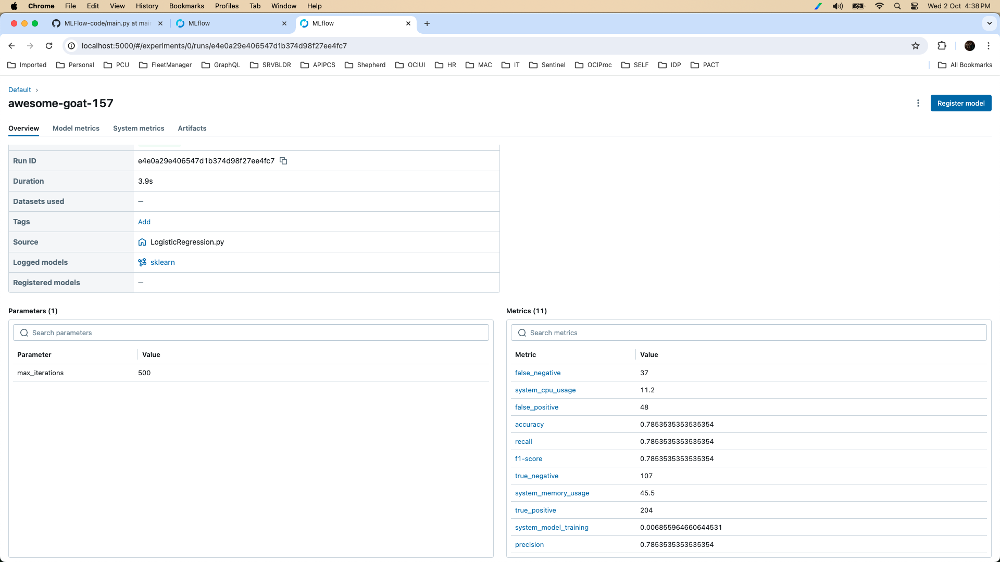 Chrome File Edit View History Bookmarks Profiles Tab Window Help Wed 2 Oct 4:38 PM
MLFlow-code/main.py at mai MLflow MLflow
localhost:5000/#/experiments/0/runs/e4e0a29e406547d1b374d98f27ee4fc7
Imported Personal PCU FleetManager GraphQL SRVBLDR APIPCS Shepherd OCIUI HR MAC IT Sentinel OCIProc SELF IDP PACT All Bookmarks
Default ›
awesome-goat-157
Register model
Overview Model metrics System metrics Artifacts
Run ID e4e0a29e406547d1b374d98f27ee4fc7
Duration 3.9s
Datasets used —
Tags Add
Source LogisticRegression.py
Logged models sklearn
Registered models —
Parameters (1)
Search parameters
Parameter Value
max_iterations 500
Metrics (11)
Search metrics
Metric Value
false_negative 37
system_cpu_usage 11.2
false_positive 48
accuracy 0.7853535353535354
recall 0.7853535353535354
f1-score 0.7853535353535354
true_negative 107
system_memory_usage 45.5
true_positive 204
system_model_training 0.006855964660644531
precision 0.7853535353535354